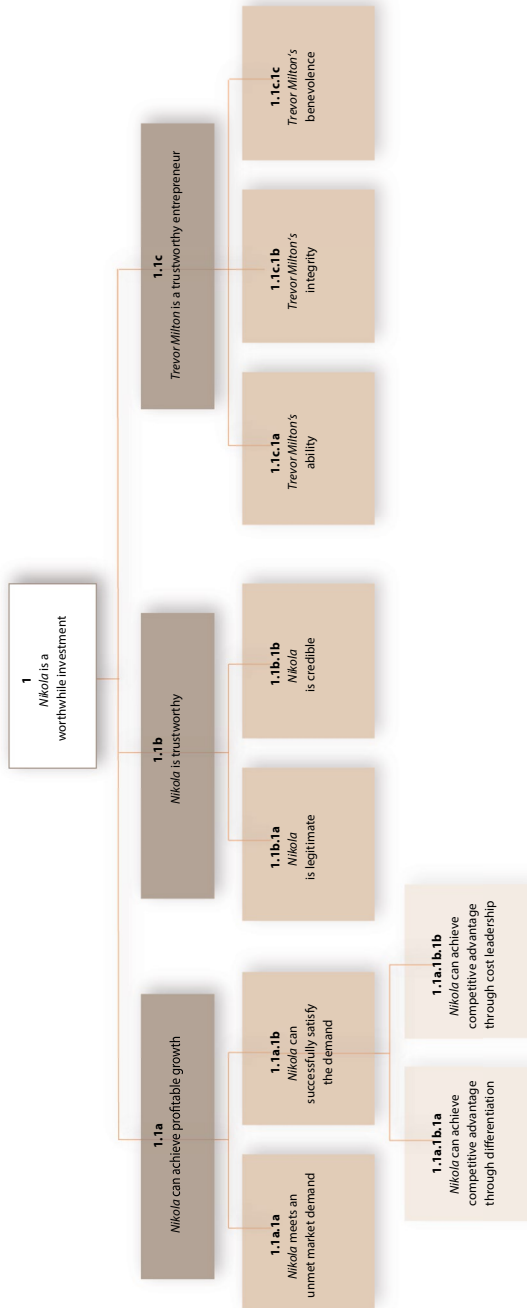 1
Nikola is a
worthwhile investment
1.1a
Nikola can achieve profitable growth
1.1b
Nikola is trustworthy
1.1c
Trevor Milton is a trustworthy entrepreneur
1.1a.1a
Nikola meets an
unmet market demand
1.1a.1b
Nikola can
successfully satisfy
the demand
1.1b.1a
Nikola
is legitimate
1.1b.1b
Nikola
is credible
1.1c.1a
Trevor Milton's
ability
1.1c.1b
Trevor Milton's
integrity
1.1c.1c
Trevor Milton's
benevolence
1.1a.1b.1a
Nikola can achieve
competitive advantage
through differentiation
1.1a.1b.1b
Nikola can achieve
competitive advantage
through cost leadership